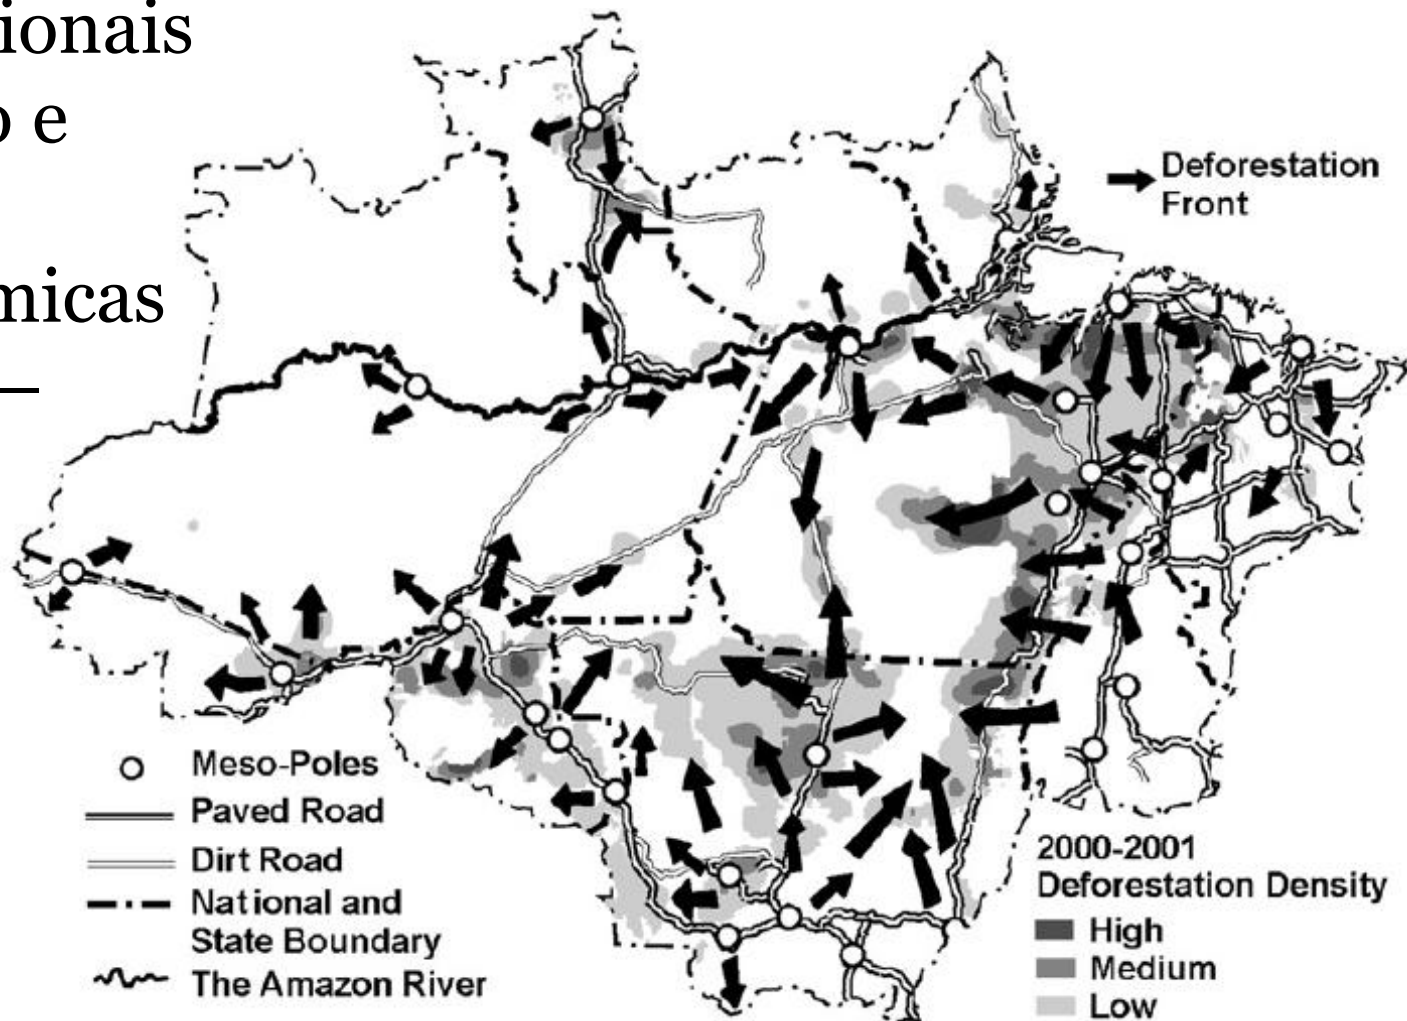 ionais
o e
micas
Deforestation
Front
Meso-Poles
Paved Road
Dirt Road
National and
State Boundary
The Amazon River
2000-2001
Deforestation Density
High
Medium
Low